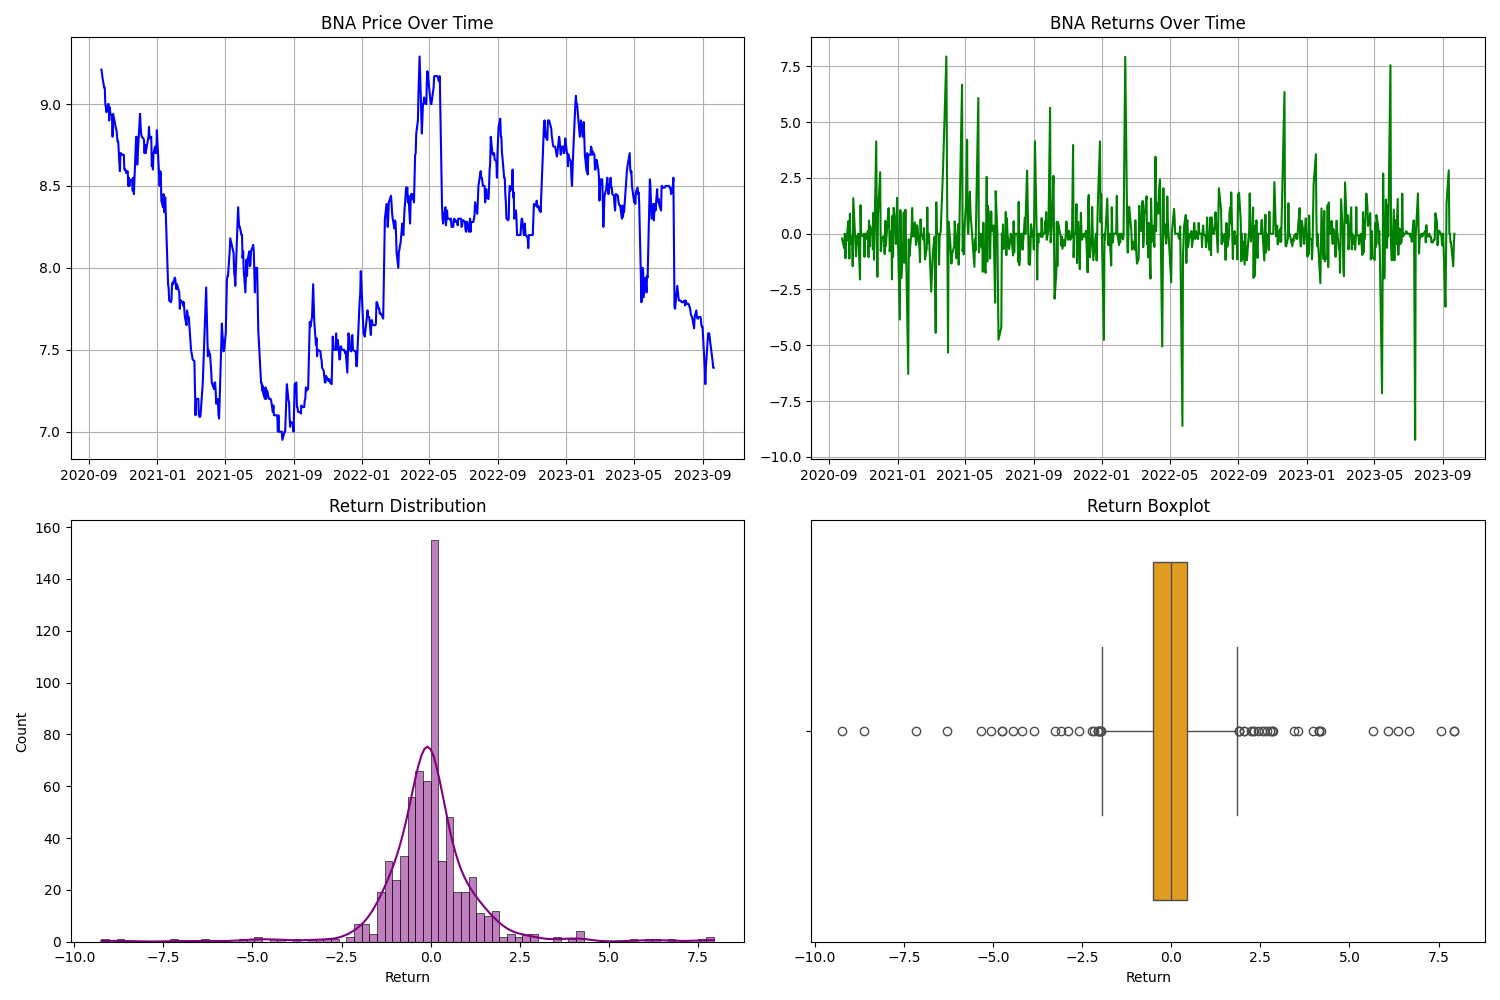 BNA Price Over Time
9.0
8.5
8.0
7.5
7.0
2020-09 2021-01 2021-05 2021-09 2022-01 2022-05 2022-09 2023-01 2023-05 2023-09
BNA Returns Over Time
7.5
5.0
2.5
0.0
−2.5
−5.0
−7.5
−10.0
2020-09 2021-01 2021-05 2021-09 2022-01 2022-05 2022-09 2023-01 2023-05 2023-09
Return Distribution
160
140
120
100
80
60
40
20
0
Count
−10.0 −7.5 −5.0 −2.5 0.0 2.5 5.0 7.5
Return
Return Boxplot
−10.0 −7.5 −5.0 −2.5 0.0 2.5 5.0 7.5
Return